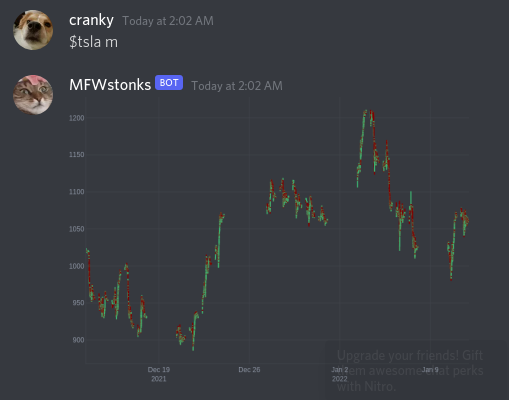 cranky Today at 2:02 AM
$tsla m
MFWstonks BOT Today at 2:02 AM
1200
1150
1100
1050
1000
950
900
Dec 19 Dec 26 Jan 2 Jan 9
2021 2022
Upgrade your friends! Gift
them awesome chat perks
with Nitro.